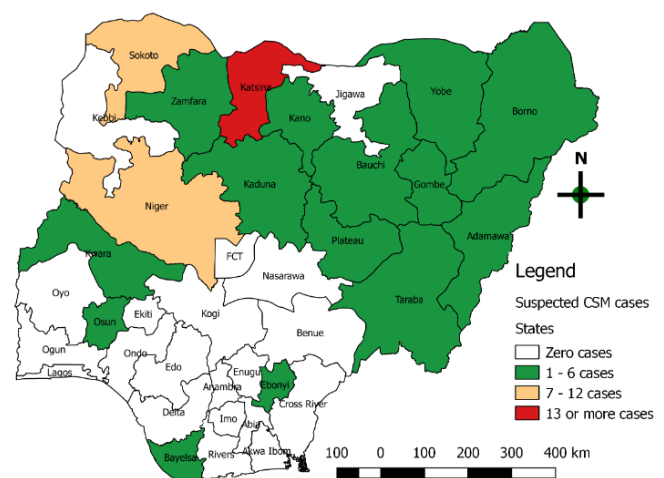 Sokoto
Katsina
Jigawa
Yobe
Borno
Zamfara
Kano
Kebbi
Bauchi
Gombe
Kaduna
Niger
Adamawa
Plateau
Kwara
FCT
Nasarawa
Taraba
Oyo
Osun
Ekiti
Kogi
Benue
Ogun
Ondo
Edo
Enugu
Lagos
Anambra
Ebonyi
Cross River
Delta
Imo
Abia
Bayelsa
Rivers
Akwa Ibom
N
Legend
Suspected CSM cases
States
Zero cases
1 - 6 cases
7 - 12 cases
13 or more cases
100 0 100 200 300 400 km